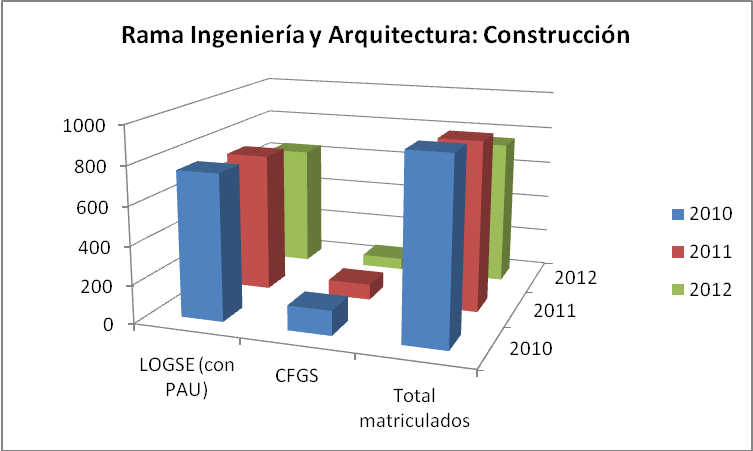 Rama Ingeniería y Arquitectura: Construcción
1000
800
600
400
200
0
LOGSE (con
PAU)
CFGS
Total
matriculados
2010
2011
2012
2010
2011
2012